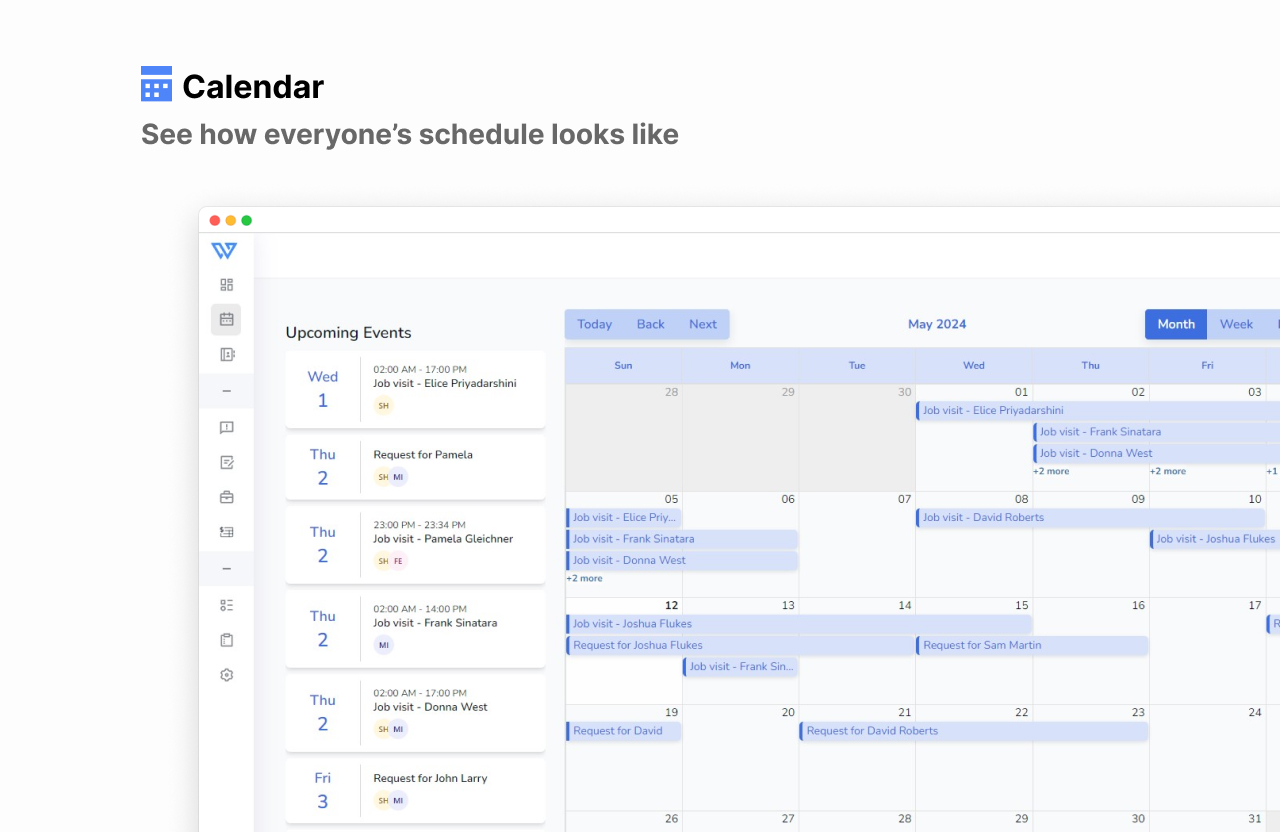 Calendar
See how everyone’s schedule looks like
Upcoming Events
Wed
1
02:00 AM - 17:00 PM
Job visit - Elice Priyadarshini
SH
Thu
2
Request for Pamela
SH MI
Thu
2
23:00 PM - 23:34 PM
Job visit - Pamela Gleichner
SH FE
Thu
2
02:00 AM - 14:00 PM
Job visit - Frank Sinatara
MI
Thu
2
02:00 AM - 17:00 PM
Job visit - Donna West
SH MI
Fri
3
Request for John Larry
SH MI
Today Back Next
May 2024
Month Week
Sun Mon Tue Wed Thu Fri
28 29 30 01 02 03
Job visit - Elice Priyadarshini
Job visit - Frank Sinatara
Job visit - Donna West
+2 more +2 more +1
05 06 07 08 09 10
Job visit - Elice Priy... Job visit - David Roberts
Job visit - Frank Sinatara Job visit - Joshua Flukes
Job visit - Donna West
+2 more
12 13 14 15 16 17
Job visit - Joshua Flukes R
Request for Joshua Flukes Request for Sam Martin
Job visit - Frank Sin...
19 20 21 22 23 24
Request for David Request for David Roberts
26 27 28 29 30 31